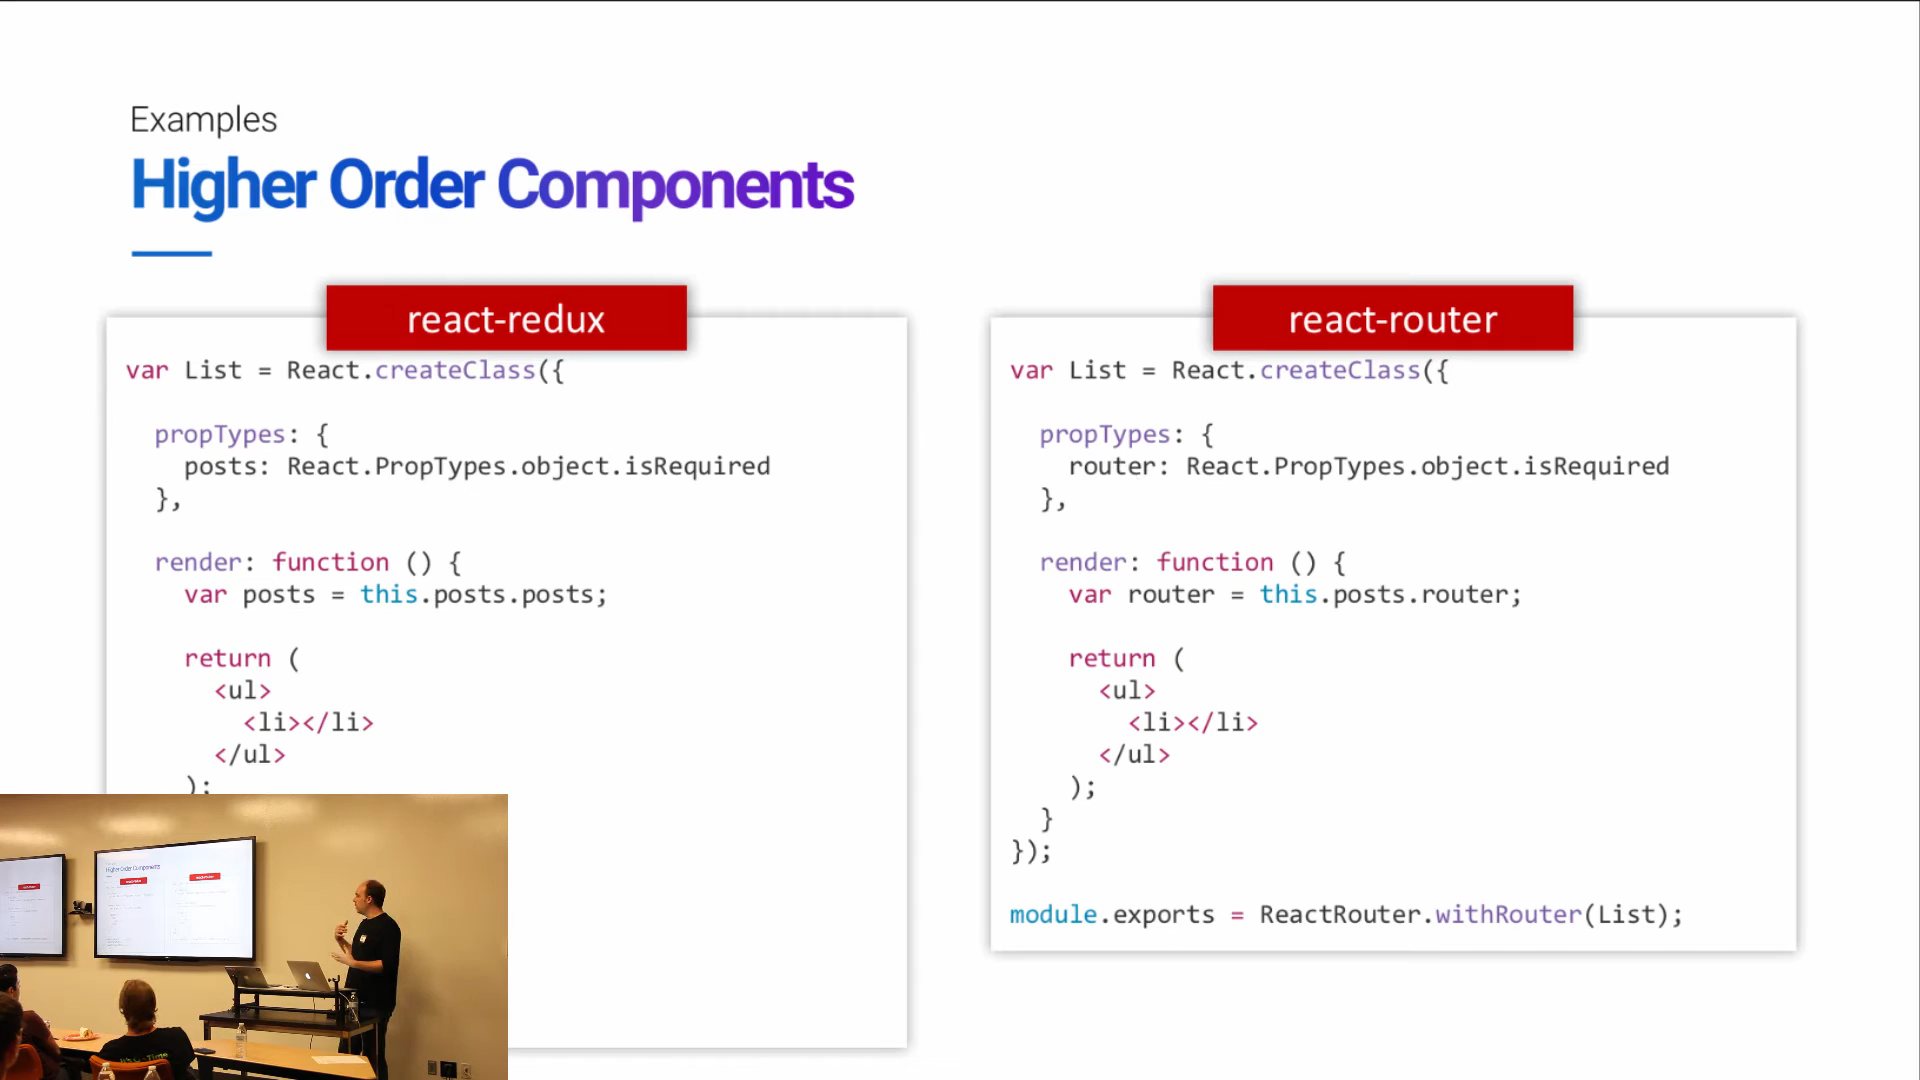 Examples
Higher Order Components
react-redux
var List = React.createClass({
propTypes: {
posts: React.PropTypes.object.isRequired
},
render: function () {
var posts = this.posts.posts;
return (
<ul>
<li></li>
</ul>
);
react-router
var List = React.createClass({
propTypes: {
router: React.PropTypes.object.isRequired
},
render: function () {
var router = this.posts.router;
return (
<ul>
<li></li>
</ul>
);
}
});
module.exports = ReactRouter.withRouter(List);
Higher Order Components